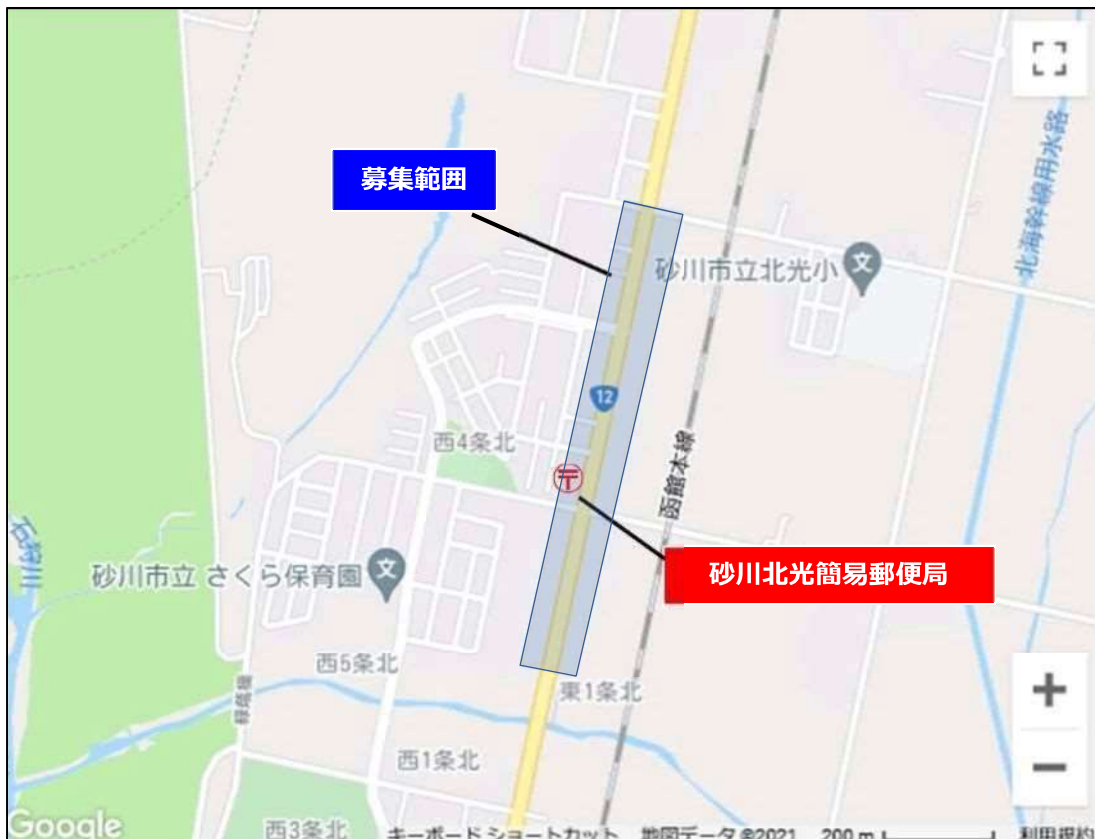 募集範囲
北海幹線用水路
砂川市立北光小
文
12
西4条北
〒
函館本線
石狩川
砂川市立 さくら保育園
文
砂川北光簡易郵便局
西5条北
東1条北
西1条北
Google
西3条北
キーボード ショートカット
地図データ ©2021
200 m
利用規約